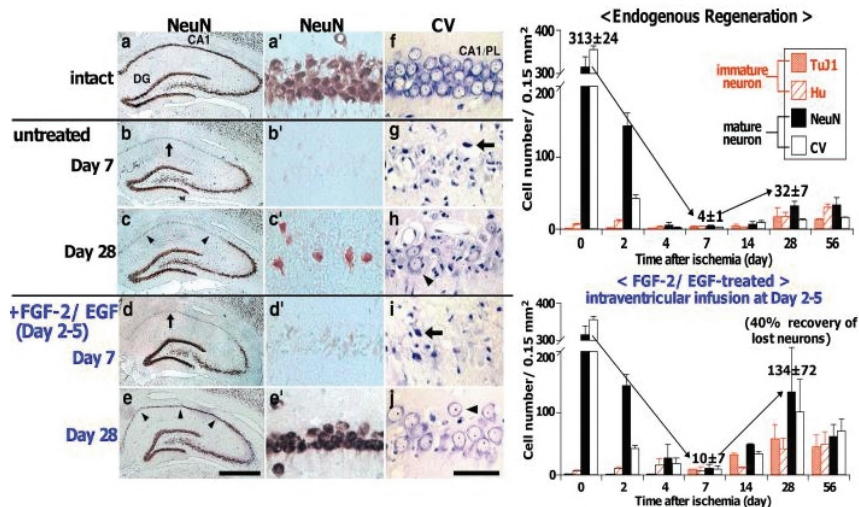 NeuN NeuN CV
intact
a CA1 DG
a'
f CA1/PL
untreated
Day 7
b
b'
g
Day 28
c
c'
h
+FGF-2/ EGF
(Day 2-5)
Day 7
d
d'
i
Day 28
e
e'
j
< Endogenous Regeneration >
Cell number/ 0.15 mm²
400
300
200
100
0
313±24
4±1
32±7
immature neuron
TuJ1
Hu
mature neuron
NeuN
CV
0 2 4 7 14 28 56
Time after ischemia (day)
< FGF-2/ EGF-treated >
intraventricular infusion at Day 2-5
(40% recovery of
lost neurons)
Cell number/ 0.15 mm²
400
300
200
100
0
10±7
134±72
0 2 4 7 14 28 56
Time after ischemia (day)